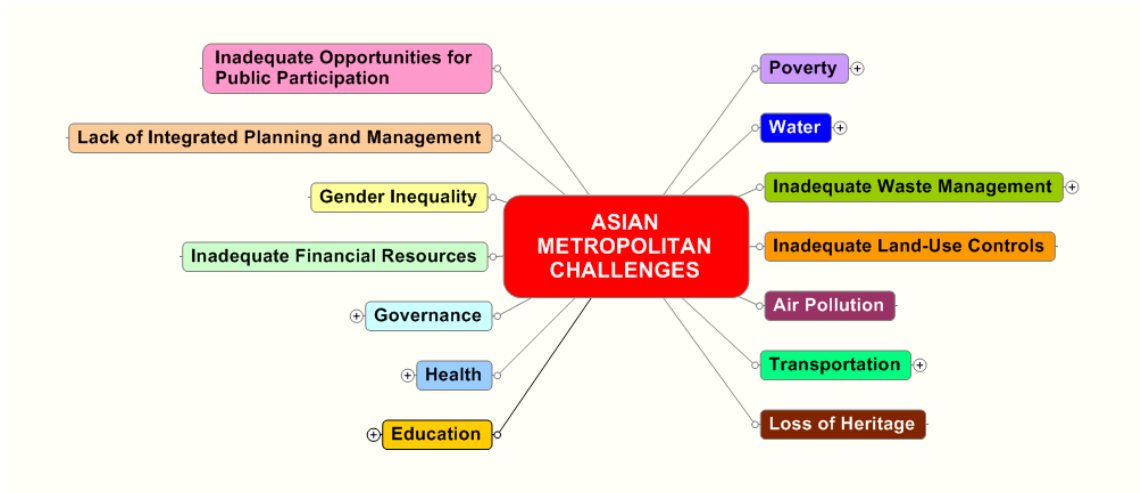 Inadequate Opportunities for
Public Participation
Lack of Integrated Planning and Management
Gender Inequality
Inadequate Financial Resources
Governance
Health
Education
ASIAN
METROPOLITAN
CHALLENGES
Poverty
Water
Inadequate Waste Management
Inadequate Land-Use Controls
Air Pollution
Transportation
Loss of Heritage